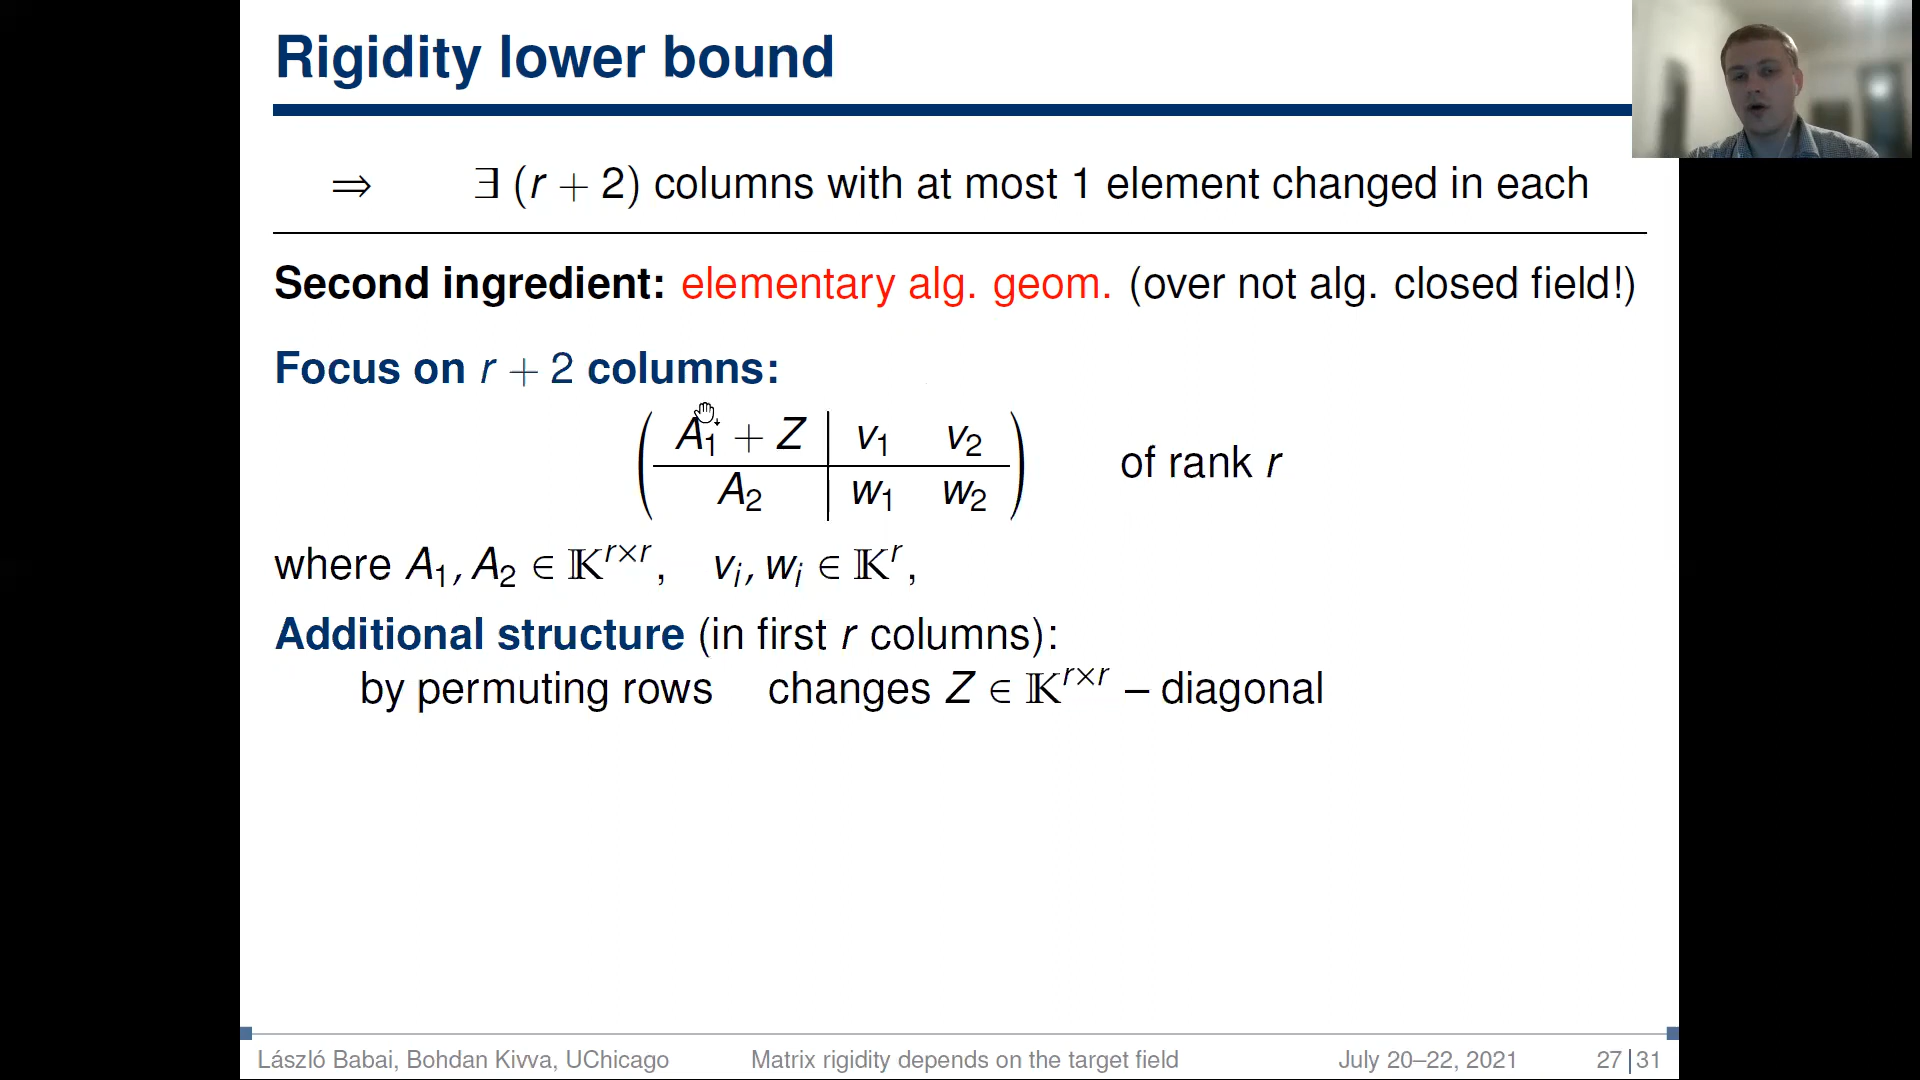 Rigidity lower bound
⇒ ∃ (r + 2) columns with at most 1 element changed in each
Second ingredient: elementary alg. geom. (over not alg. closed field!)
Focus on r + 2 columns:
A₁ + Z | v₁ v₂
A₂ | w₁ w₂
of rank r
where A₁, A₂ ∈ 𝕂^{r×r}, vᵢ, wᵢ ∈ 𝕂^r,
Additional structure (in first r columns):
by permuting rows changes Z ∈ 𝕂^{r×r} – diagonal
László Babai, Bohdan Kivva, UChicago Matrix rigidity depends on the target field July 20–22, 2021 27|31